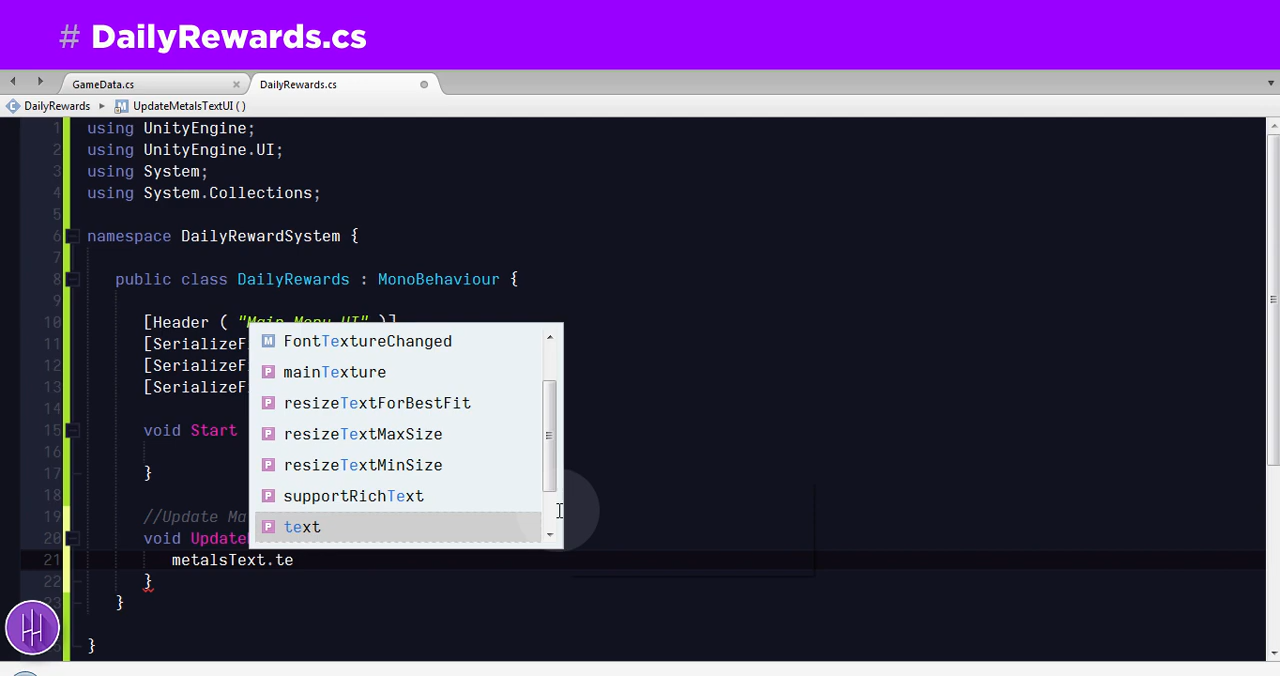 # DailyRewards.cs
GameData.cs
DailyRewards.cs
DailyRewards UpdateMetalsTextUI ( )
1 using UnityEngine;
2 using UnityEngine.UI;
3 using System;
4 using System.Collections;
5
6 namespace DailyRewardSystem {
7
8 public class DailyRewards : MonoBehaviour {
9
10 [Header ( "Main Menu UI" )]
11 [SerializeF
12 [SerializeF
13 [SerializeF
14
15 void Start
16
17 }
18
19 //Update Ma
20 void Update
21 metalsText.te
22 }
23 }
}
FontTextureChanged
mainTexture
resizeTextForBestFit
resizeTextMaxSize
resizeTextMinSize
supportRichText
text